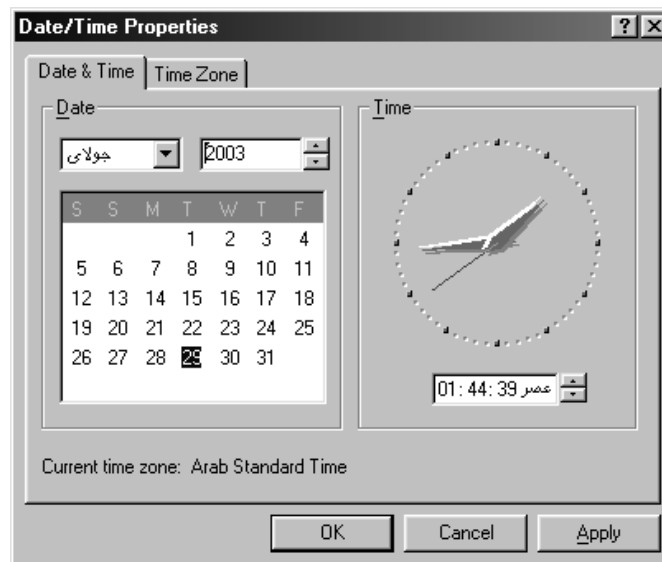 Date/Time Properties
Date & Time Time Zone
Date
جولای 2003
S S M T W T F
1 2 3 4
5 6 7 8 9 10 11
12 13 14 15 16 17 18
19 20 21 22 23 24 25
26 27 28 29 30 31
Time
01:44:39 عصر
Current time zone: Arab Standard Time
OK Cancel Apply